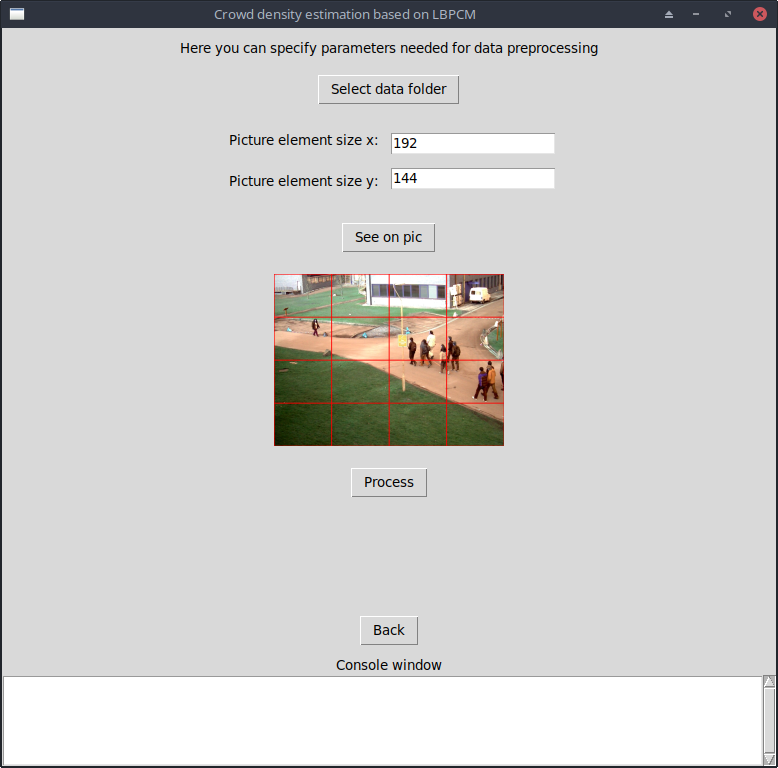 Crowd density estimation based on LBPCM
Here you can specify parameters needed for data preprocessing
Select data folder
Picture element size x: 192
Picture element size y: 144
See on pic
Process
Back
Console window